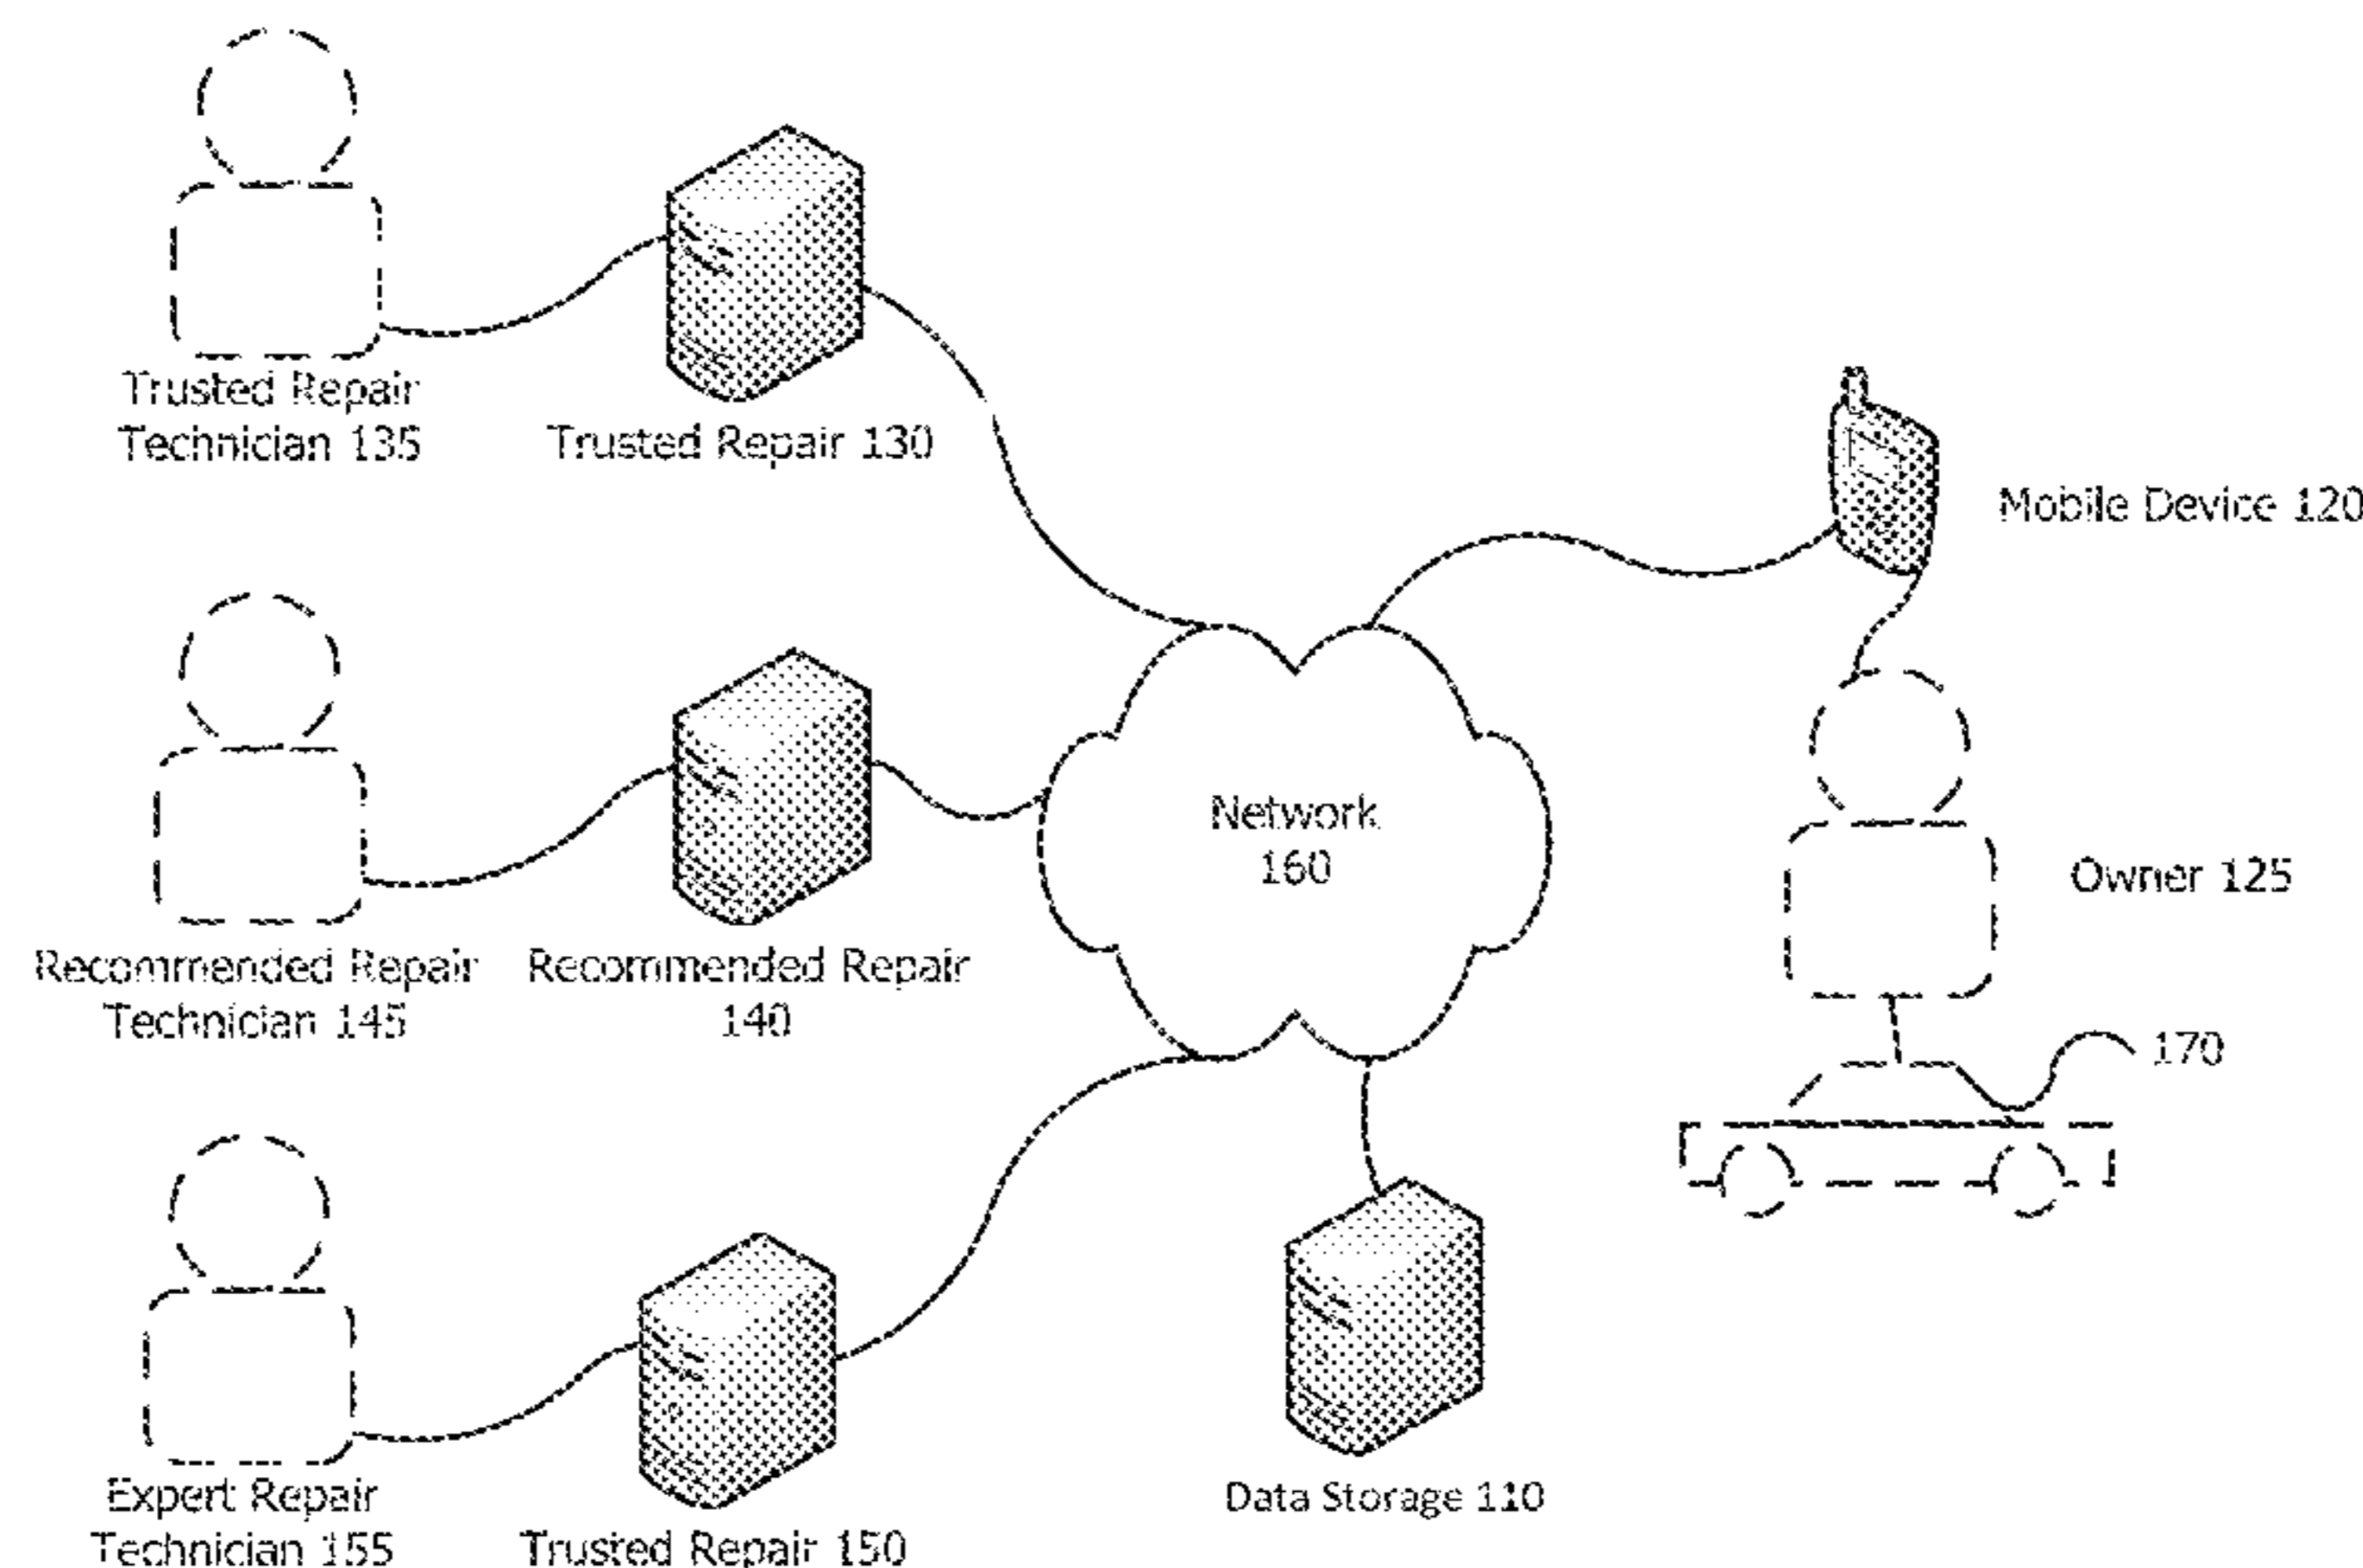 Trusted Repair
Technician 135
Trusted Repair 130
Mobile Device 120
Network
160
Owner 125
Recommended Repair
Technician 145
Recommended Repair
140
170
Expert Repair
Technician 155
Trusted Repair 150
Data Storage 110